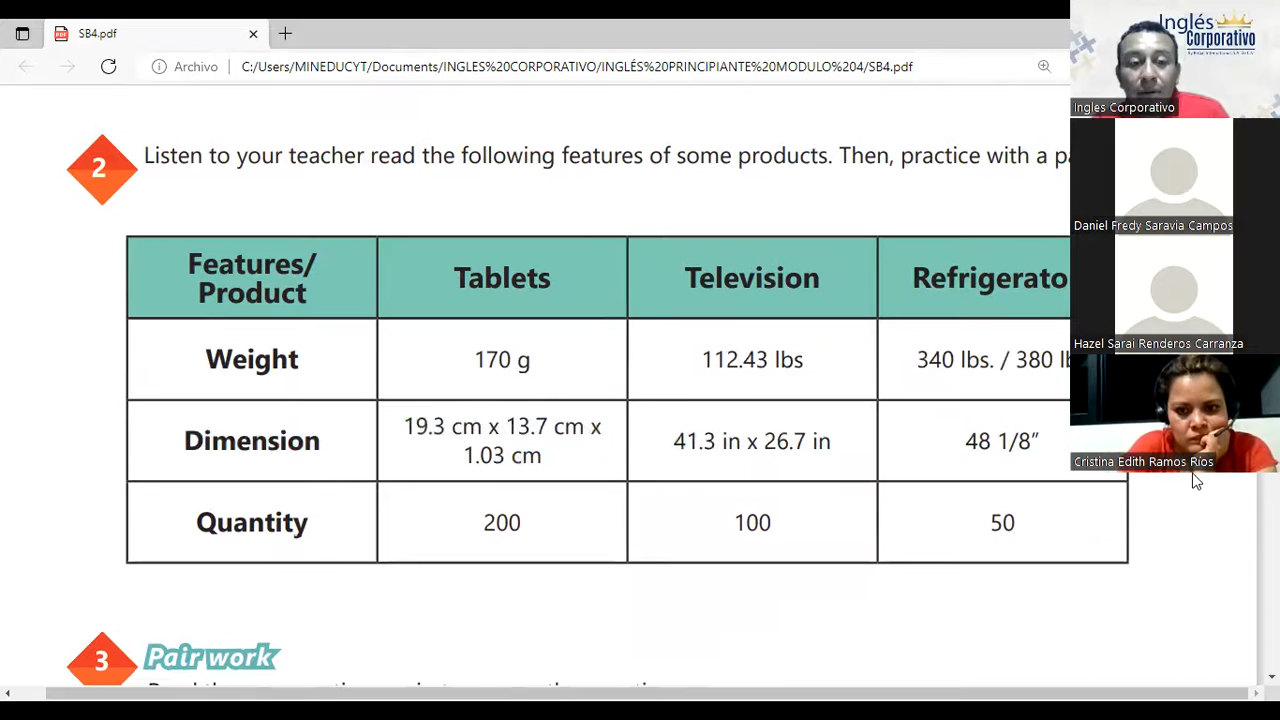 SB4.pdf
Archivo
C:/Users/MINEDUCYT/Documents/INGLES%20CORPORATIVO/INGLÉS%20PRINCIPIANTE%20MODULO%204/SB4.pdf
Inglés
Corporativo
Ingles Corporativo
Daniel Fredy Saravia Campos
Hazel Sarai Renderos Carranza
Cristina Edith Ramos Ríos
2
Listen to your teacher read the following features of some products. Then, practice with a pa
Features/
Product
Tablets
Television
Refrigerato
Weight
170 g
112.43 lbs
340 lbs. / 380 lb
Dimension
19.3 cm x 13.7 cm x
1.03 cm
41.3 in x 26.7 in
48 1/8”
Quantity
200
100
50
3
Pair work